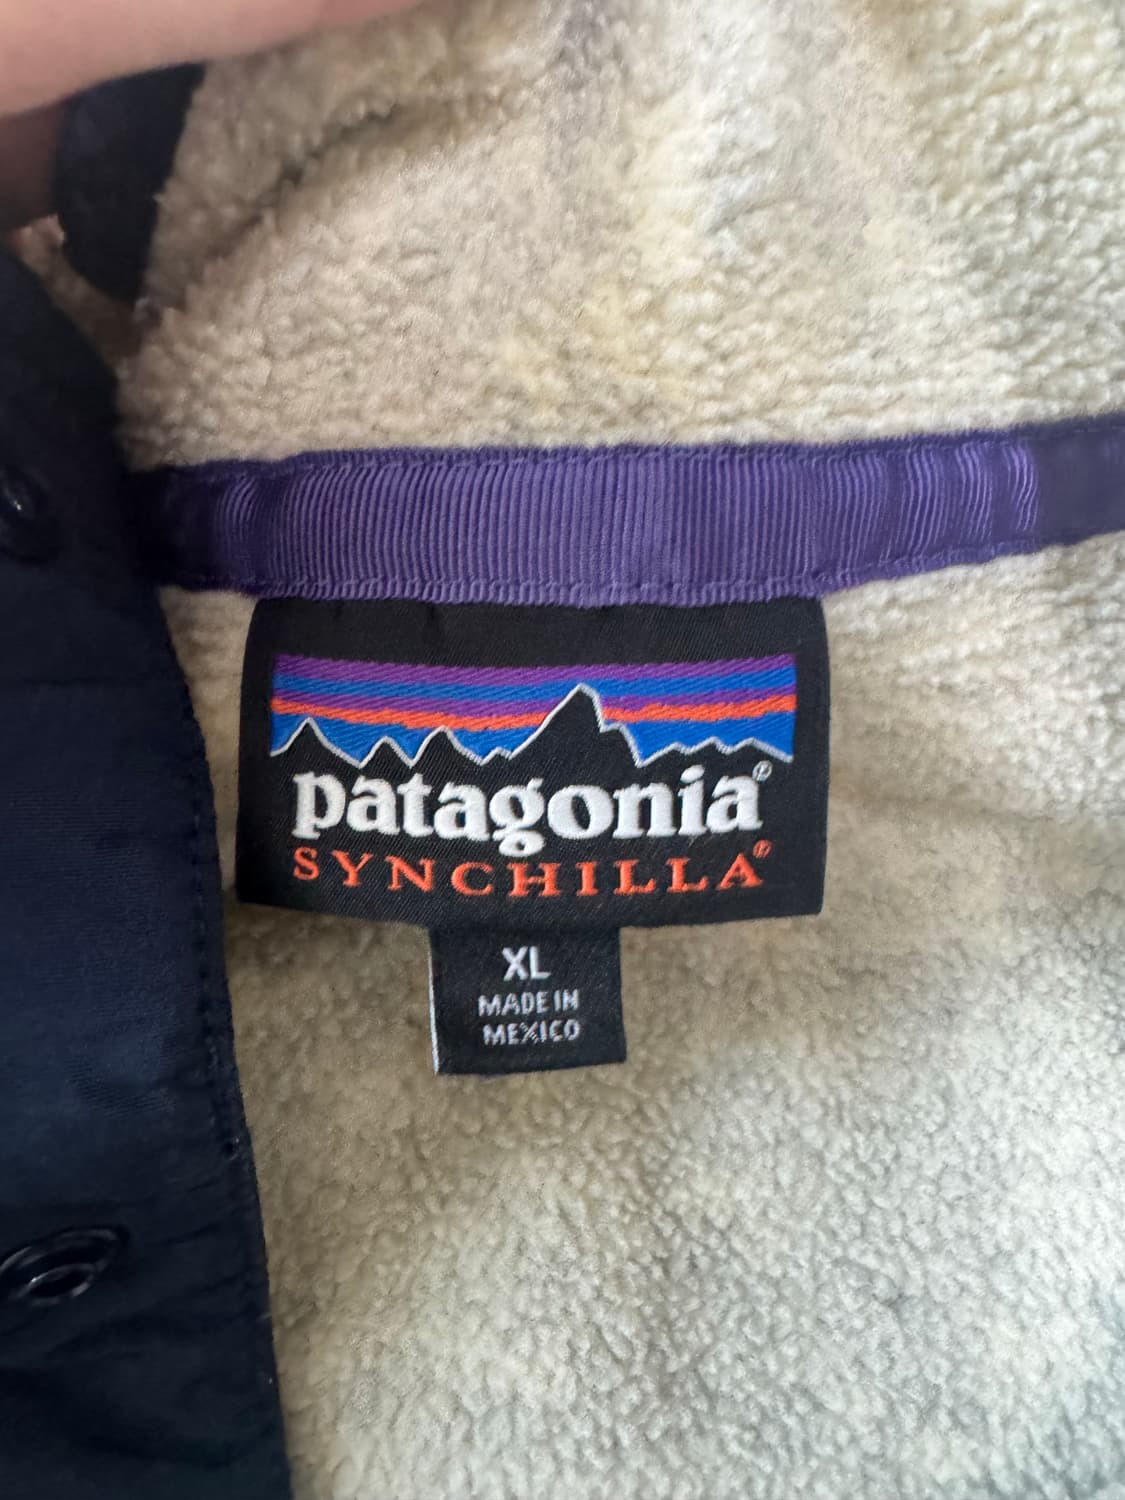 patagonia®
SYNCHILLA®
XL
MADE IN
MEXICO